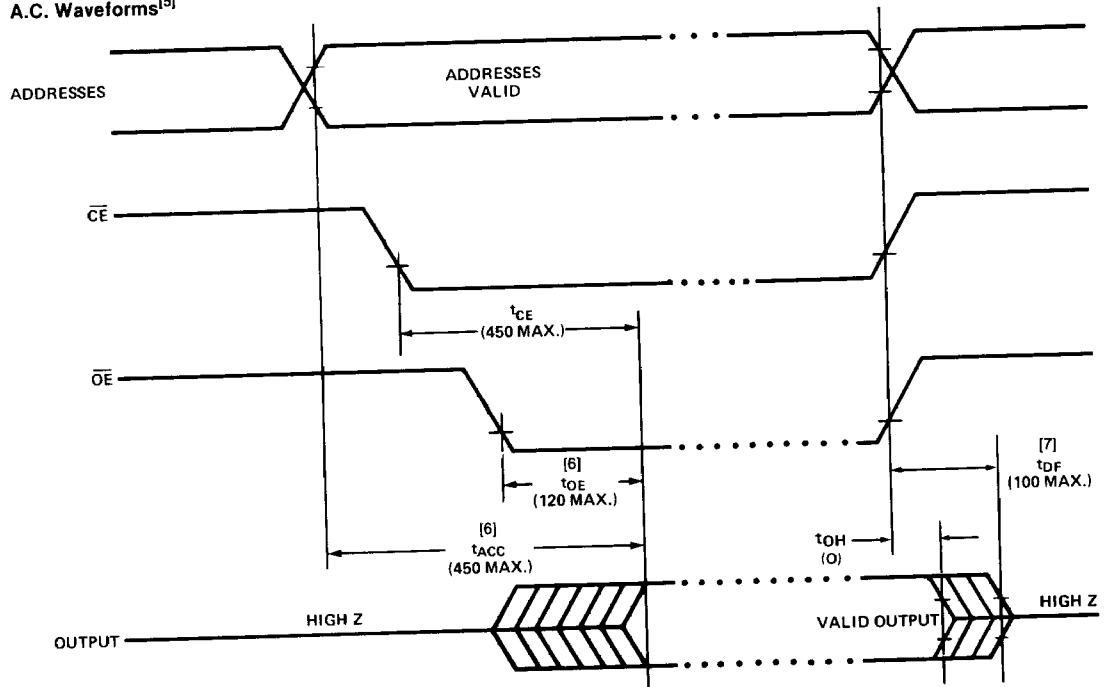 A.C. Waveforms[5]
ADDRESSES
ADDRESSES
VALID
CE
tCE
(450 MAX.)
OE
[6]
tOE
(120 MAX.)
[7]
tDF
(100 MAX.)
[6]
tACC
(450 MAX.)
tOH
(O)
OUTPUT
HIGH Z
VALID OUTPUT
HIGH Z